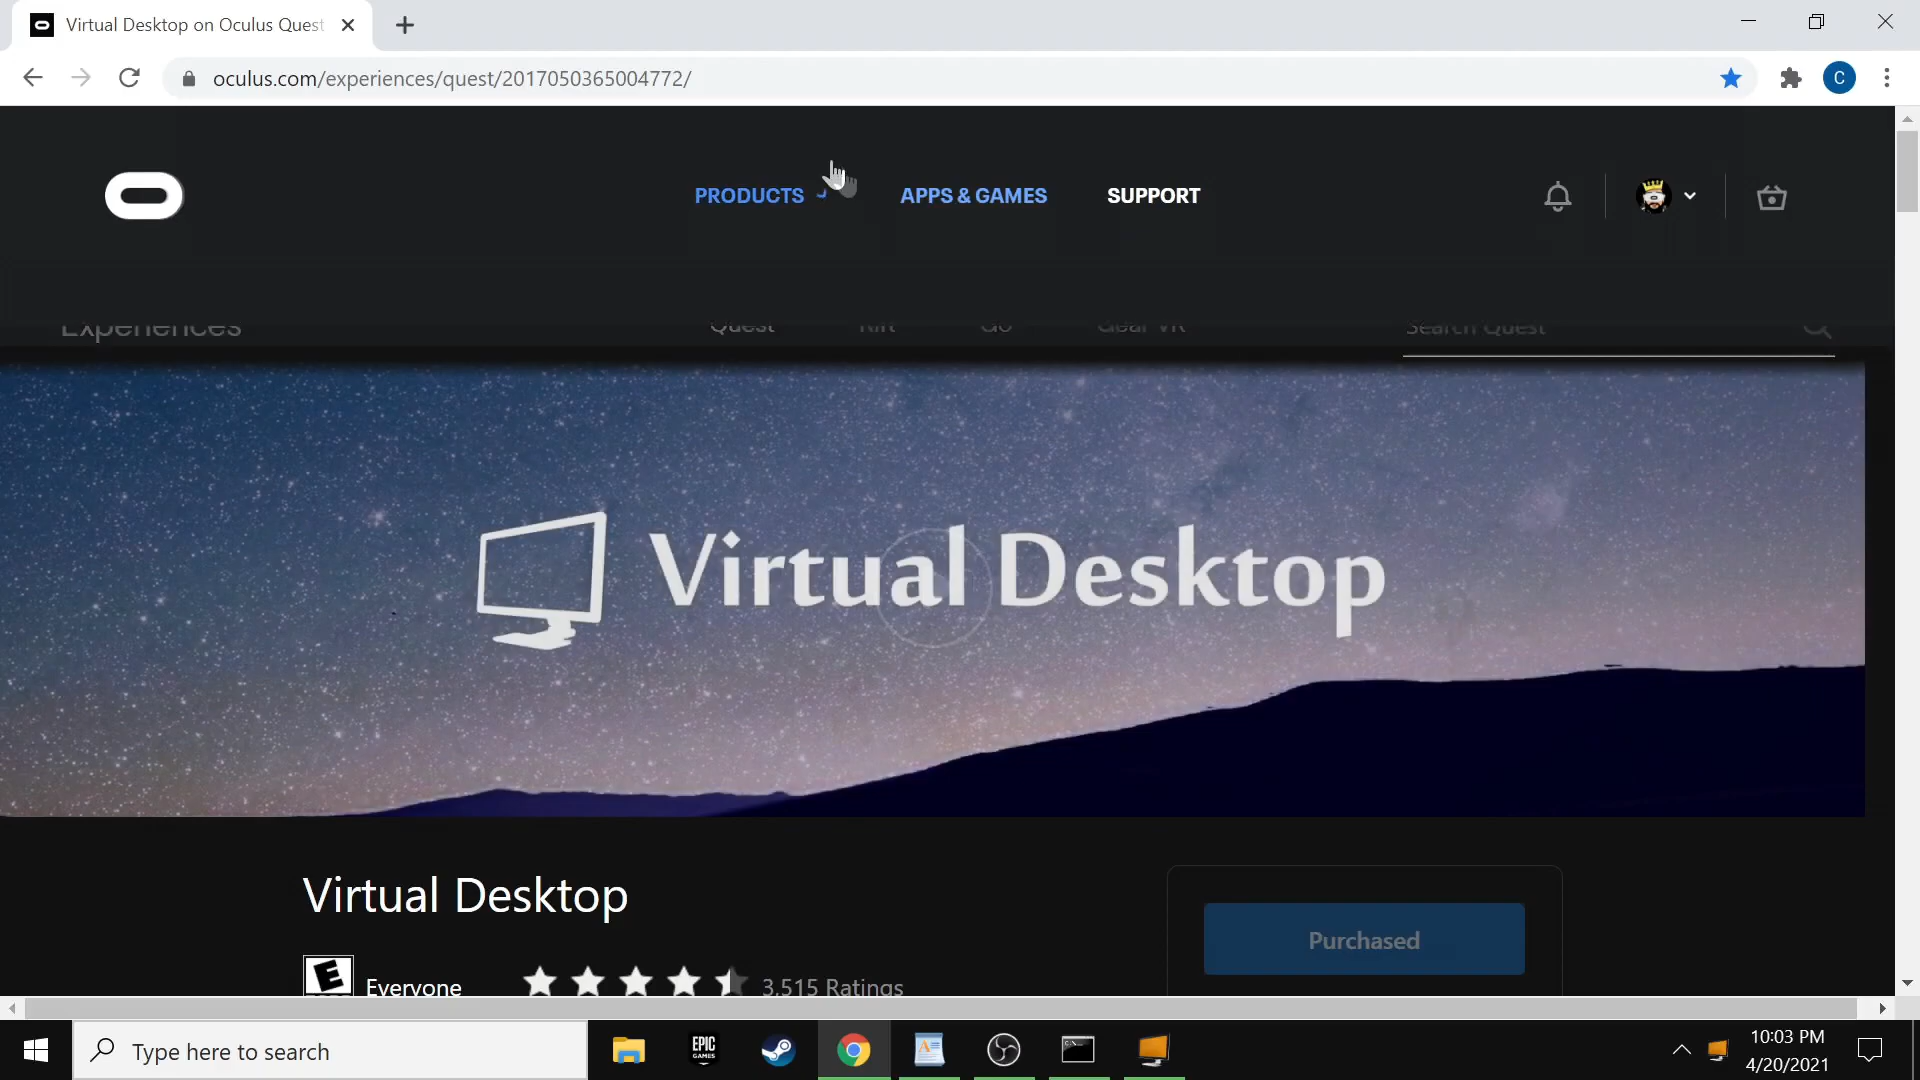 Virtual Desktop on Oculus Quest
oculus.com/experiences/quest/2017050365004772/
C
PRODUCTS
APPS & GAMES
SUPPORT
Experiences
Quest
Rift
Go
Gear VR
Search Quest
Virtual Desktop
Virtual Desktop
Purchased
E
Everyone
3,515 Ratings
Type here to search
EPIC
GAMES
10:03 PM
4/20/2021